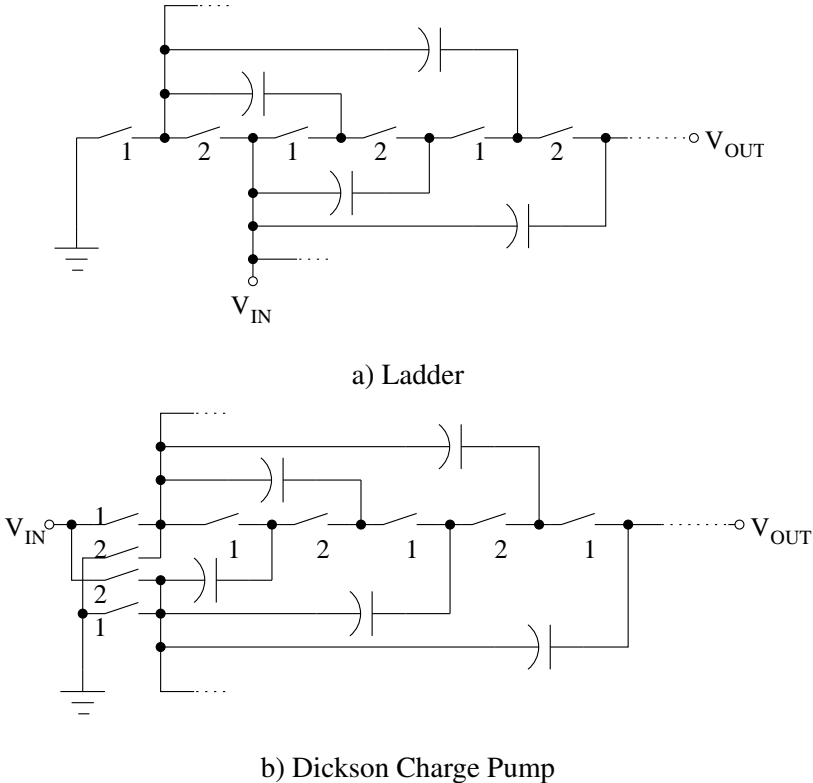 1 2 1 2 1 2 V_OUT
V_IN
a) Ladder
V_IN 1
2 1 2 1 2 1 V_OUT
2
1
b) Dickson Charge Pump